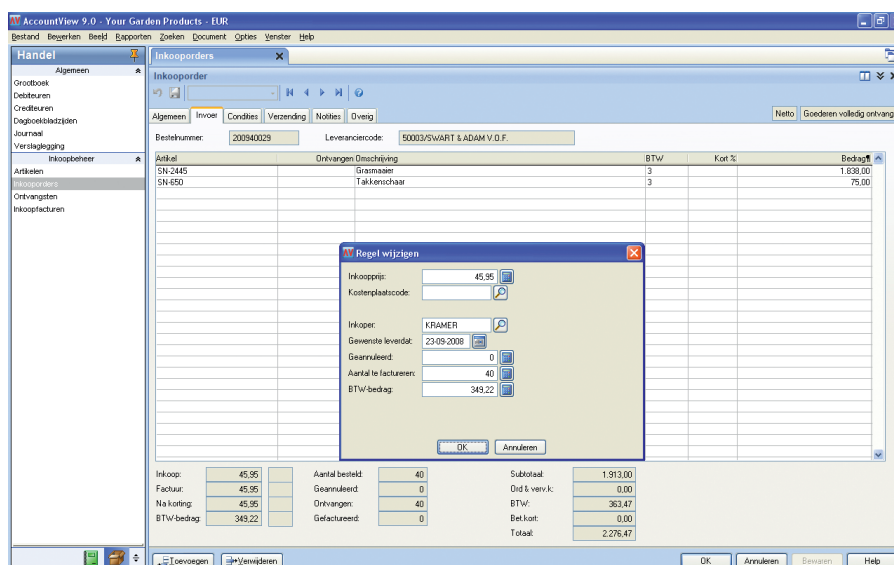 AccountView 9.0 - Your Garden Products - EUR
Bestand Bewerken Beeld Rapporten Zoeken Document Opties Venster Help
Handel
Algemeen
Grootboek
Debiteuren
Crediteuren
Dagboekbladzijden
Journaal
Verslaglegging
Inkoopbeheer
Artikelen
Inkooporders
Ontvangsten
Inkoopfacturen
Inkooporders
Inkooporder
Algemeen Invoer Condities Verzending Notities Overig
Netto Goederen volledig ontvang
Bestelnummer: 200940029 Leveranciercode: 50003/SWART & ADAM V.O.F.
Artikel Ontvangen Omschrijving BTW Kort % Bedrag¶
SN-2445 Grasmaaier 3 1.838,00
SN-650 Takkenschaar 3 75,00
Regel wijzigen
Inkoopprijs: 45,95
Kostenplaatscode:
Inkoper: KRAMER
Gewenste leverdat: 23-09-2008
Geannuleerd: 0
Aantal te factureren: 40
BTW-bedrag: 349,22
OK Annuleren
Inkoop: 45,95 Aantal besteld: 40 Subtotaal: 1.913,00
Factuur: 45,95 Geannuleerd: 0 Ord & verv.k: 0,00
Na korting: 45,95 Ontvangen: 40 BTW: 363,47
BTW-bedrag: 349,22 Gefactureerd: 0 Bet.kort: 0,00
Totaal: 2.276,47
Toevoegen Verwijderen OK Annuleren Bewaren Help